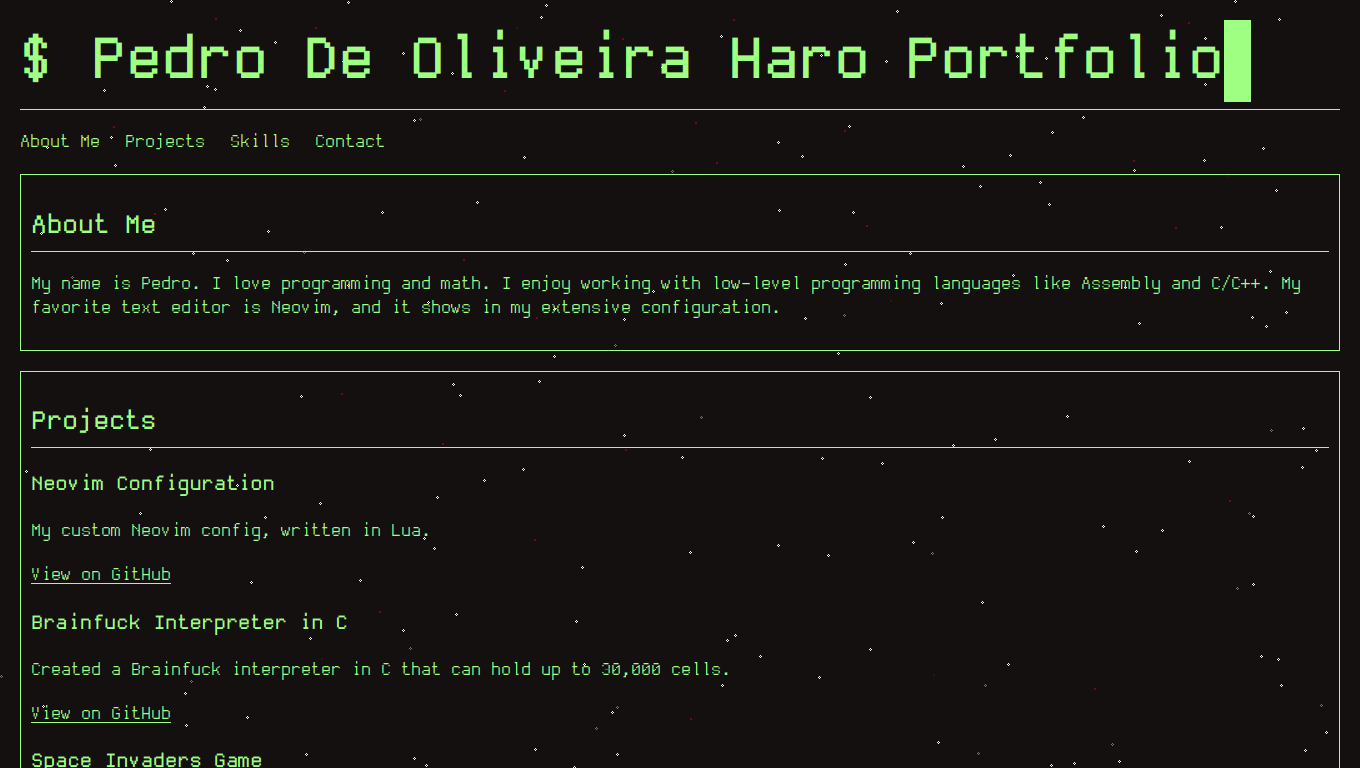 $ Pedro De Oliveira Haro Portfolio
About Me Projects Skills Contact
About Me
My name is Pedro. I love programming and math. I enjoy working with low-level programming languages like Assembly and C/C++. My
favorite text editor is Neovim, and it shows in my extensive configuration.
Projects
Neovim Configuration
My custom Neovim config, written in Lua.
View on GitHub
Brainfuck Interpreter in C
Created a Brainfuck interpreter in C that can hold up to 30,000 cells.
View on GitHub
Space Invaders Game